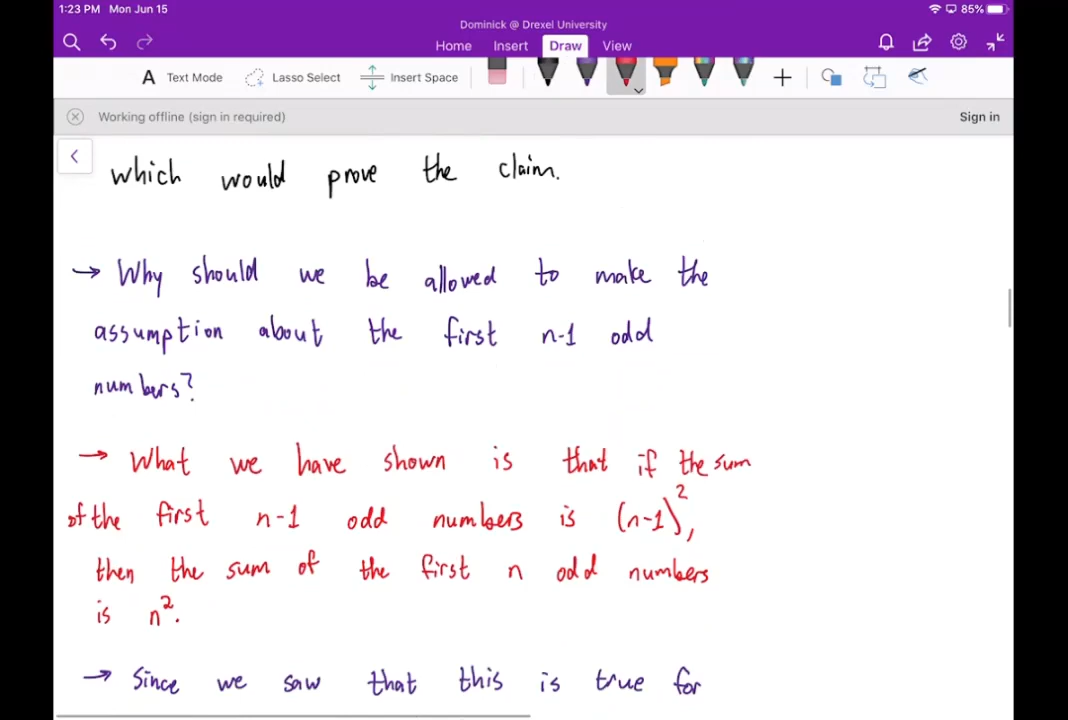 1:23 PM Mon Jun 15
85%
Dominick @ Drexel University
Home Insert Draw View
A Text Mode Lasso Select Insert Space
Working offline (sign in required) Sign in
which would prove the claim.
→ Why should we be allowed to make the
assumption about the first n-1 odd
numbers?
→ What we have shown is that if the sum
of the first n-1 odd numbers is (n-1)²,
then the sum of the first n odd numbers
is n².
→ Since we saw that this is true for